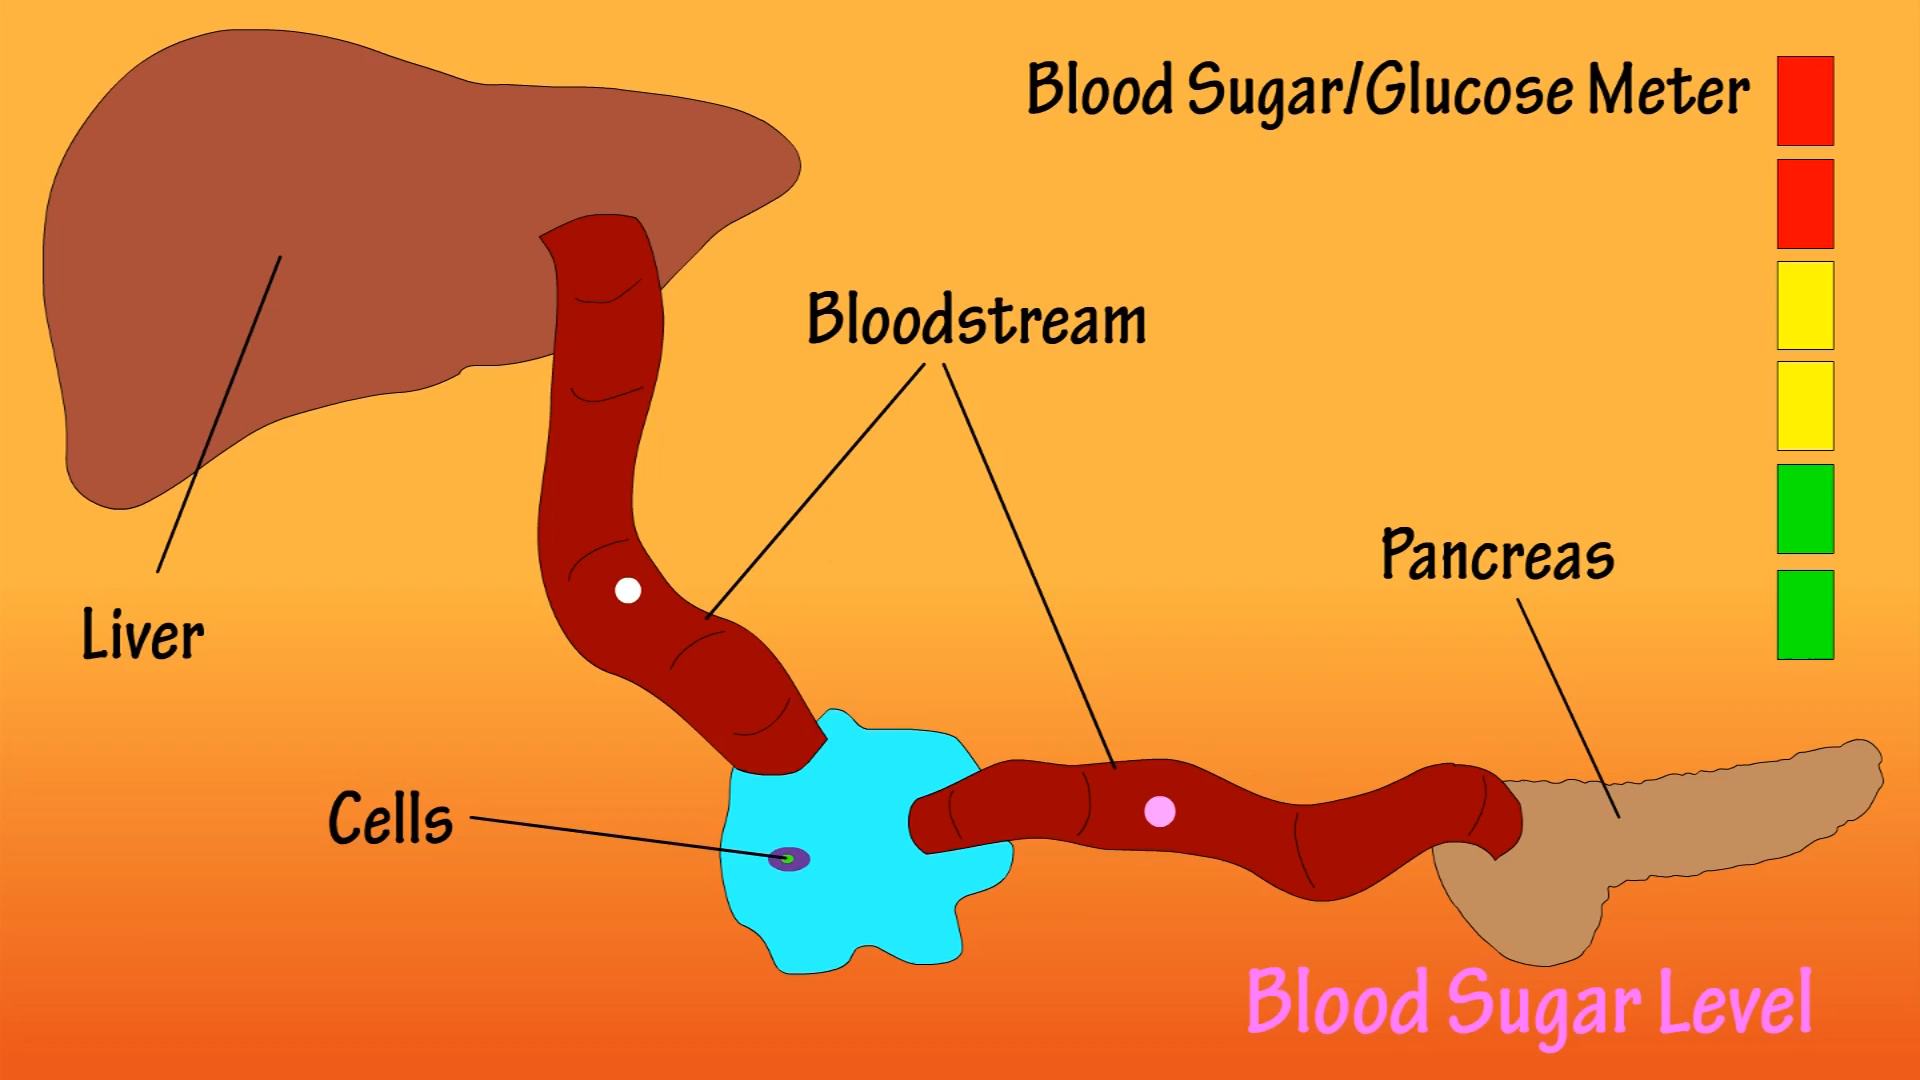 Blood Sugar/Glucose Meter
Bloodstream
Pancreas
Liver
Cells
Blood Sugar Level